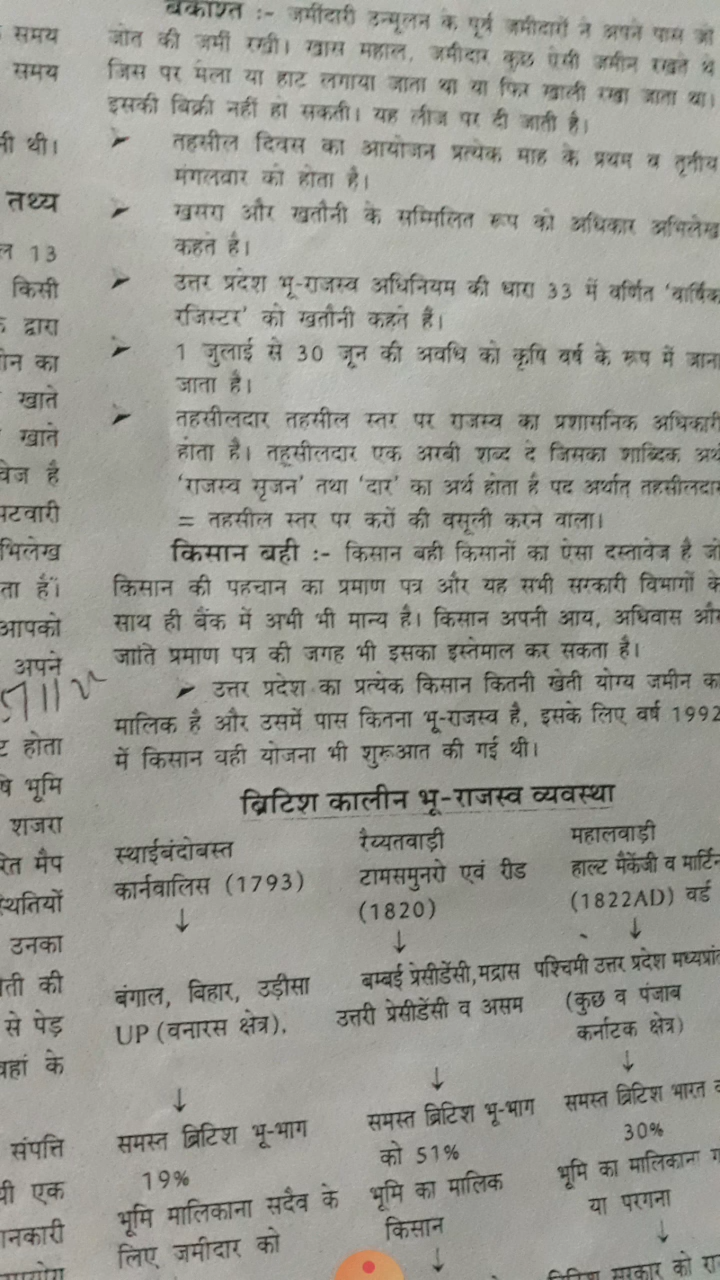 समय
समय
नी थी।
तथ्य
13
किसी
द्वारा
का
खाते
खाते
है
पटवारी
भिलेख
ता हैं।
आपको
अपने
होता
भूमि
शजरा
मैप
स्थितियों
उनका
की
से पेड़
के
संपत्ति
एक
बकाश्त :- जमींदारी उन्मूलन के पूर्व जमीदारों ने अपने पास जो
जोत की जमीं रखी। खास महाल, जमीदार कुछ ऐसी जमीन रखते थे
जिस पर मेला या हाट लगाया जाता था या फिर खाली रखा जाता था।
इसकी बिक्री नहीं हो सकती। यह लीज पर दी जाती है।
➤ तहसील दिवस का आयोजन प्रत्येक माह के प्रथम व तृतीय
मंगलवार को होता है।
➤ खसरा और खतौनी के सम्मिलित रूप को अधिकार अभिलेख
कहते है।
➤ उत्तर प्रदेश भू-राजस्व अधिनियम की धारा 33 में वर्णित 'वार्षिक
रजिस्टर' को खतौनी कहते हैं।
➤ 1 जुलाई से 30 जून की अवधि को कृषि वर्ष के रूप में जाना
जाता है।
➤ तहसीलदार तहसील स्तर पर राजस्व का प्रशासनिक अधिकारी
होता है। तहसीलदार एक अरबी शब्द दे जिसका शाब्दिक अर्थ
'राजस्व सृजन' तथा 'दार' का अर्थ होता है पद अर्थात् तहसीलदार
= तहसील स्तर पर करों की वसूली करन वाला।
किसान बही :- किसान बही किसानों का ऐसा दस्तावेज है जो
किसान की पहचान का प्रमाण पत्र और यह सभी सरकारी विभागों के
साथ ही बैंक में अभी भी मान्य है। किसान अपनी आय, अधिवास और
जाति प्रमाण पत्र की जगह भी इसका इस्तेमाल कर सकता है।
➤ उत्तर प्रदेश का प्रत्येक किसान कितनी खेती योग्य जमीन का
मालिक है और उसमें पास कितना भू-राजस्व है, इसके लिए वर्ष 1992
में किसान वही योजना भी शुरूआत की गई थी।
ब्रिटिश कालीन भू-राजस्व व्यवस्था
स्थाईबंदोबस्त रैय्यतवाड़ी महालवाड़ी
कार्नवालिस (1793) टामसमुनरो एवं रीड हाल्ट मैकेंजी व मार्टिन
(1820) (1822AD) वर्ड
↓ ↓ ↓
बंगाल, विहार, उड़ीसा बम्बई प्रेसीडेंसी, मद्रास पश्चिमी उत्तर प्रदेश मध्यप्रांत
UP (वनारस क्षेत्र), उत्तरी प्रेसीडेंसी व असम (कुछ व पंजाब
कर्नाटक क्षेत्र)
↓ ↓ ↓
समस्त ब्रिटिश भू-भाग समस्त ब्रिटिश भू-भाग समस्त ब्रिटिश भारत
19% को 51% 30%
भूमि मालिकाना सदैव के भूमि का मालिक भूमि का मालिकाना
लिए जमीदार को किसान या परगना
↓ ↓
सरकार को